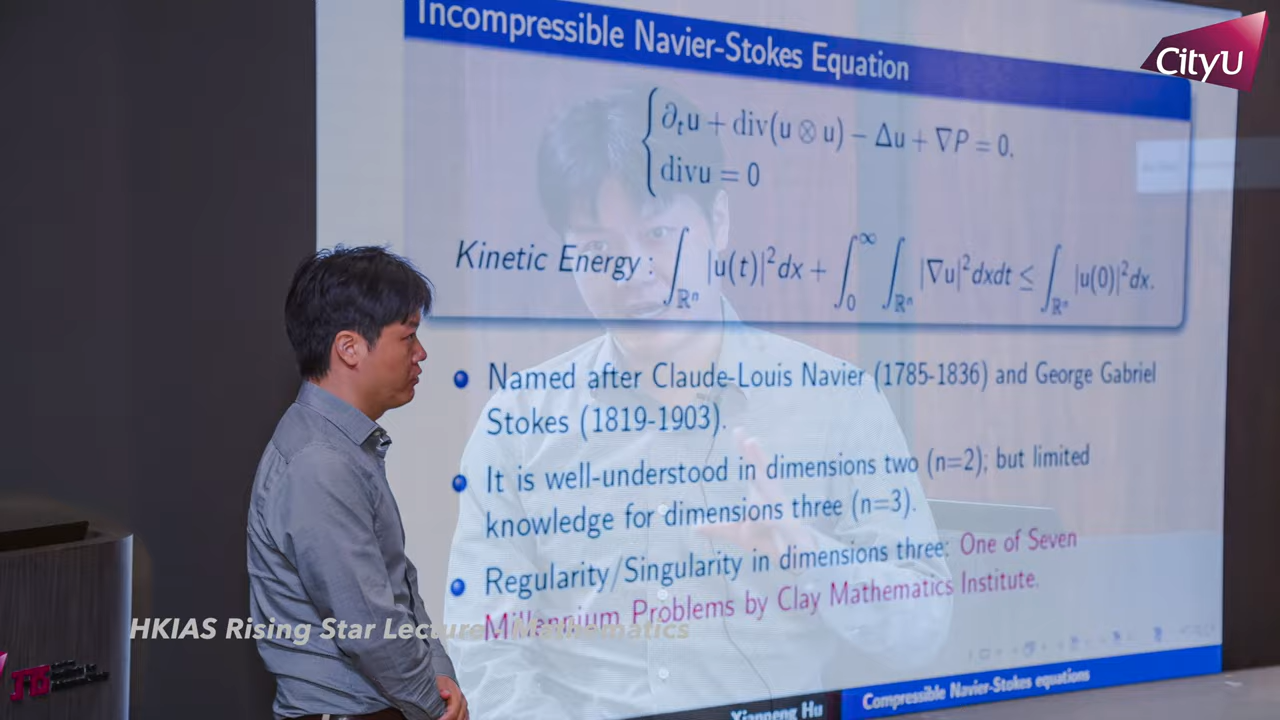 Incompressible Navier-Stokes Equation
CityU
∂ₜu + div(u ⊗ u) − Δu + ∇P = 0,
divu = 0
Kinetic Energy : ∫_ℝⁿ |u(t)|²dx + ∫₀^∞ ∫_ℝⁿ |∇u|²dxdt ≤ ∫_ℝⁿ |u(0)|²dx.
Named after Claude-Louis Navier (1785-1836) and George Gabriel
Stokes (1819-1903).
It is well-understood in dimensions two (n=2); but limited
knowledge for dimensions three (n=3).
Regularity/Singularity in dimensions three: One of Seven
Millennium Problems by Clay Mathematics Institute.
HKIAS Rising Star Lecture Mathematics
Xianpeng Hu
Compressible Navier-Stokes equations